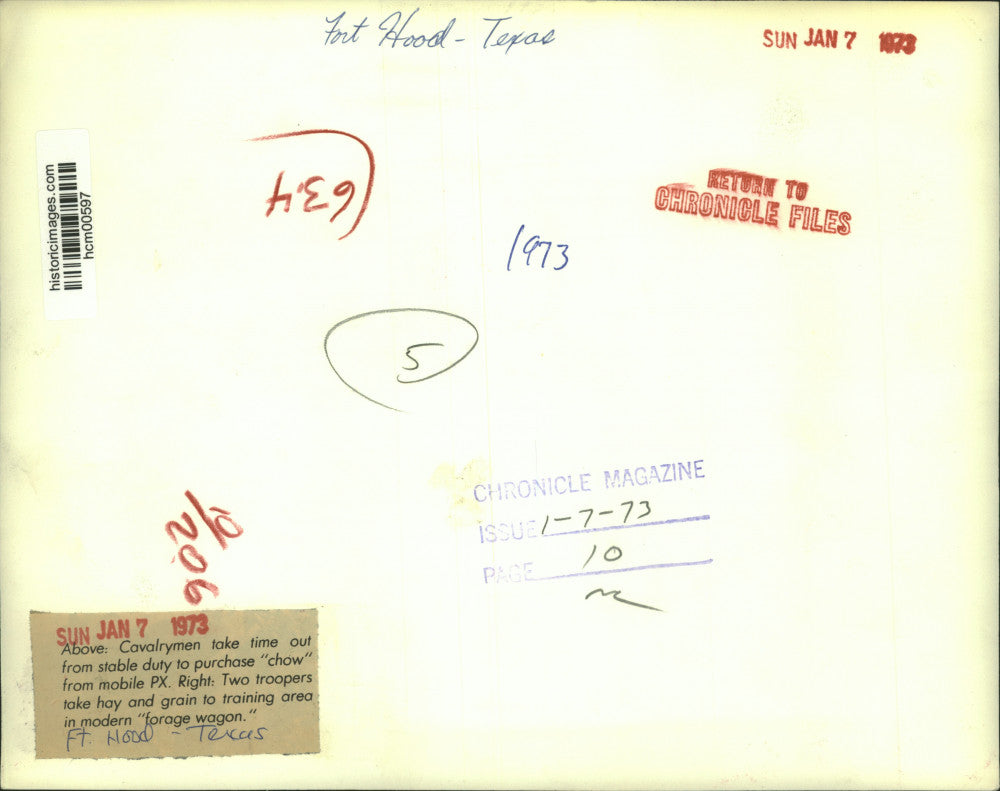 Fort Hood - Texas
SUN JAN 7 1973
historicimages.com
hcm00597
634
RETURN TO
CHRONICLE FILES
1973
5
CHRONICLE MAGAZINE
ISSUE 1-7-73
PAGE 10
SUN JAN 7 1973
Above: Cavalrymen take time out
from stable duty to purchase "chow"
from mobile PX. Right: Two troopers
take hay and grain to training area
in modern "forage wagon."
Ft. Hood - Texas